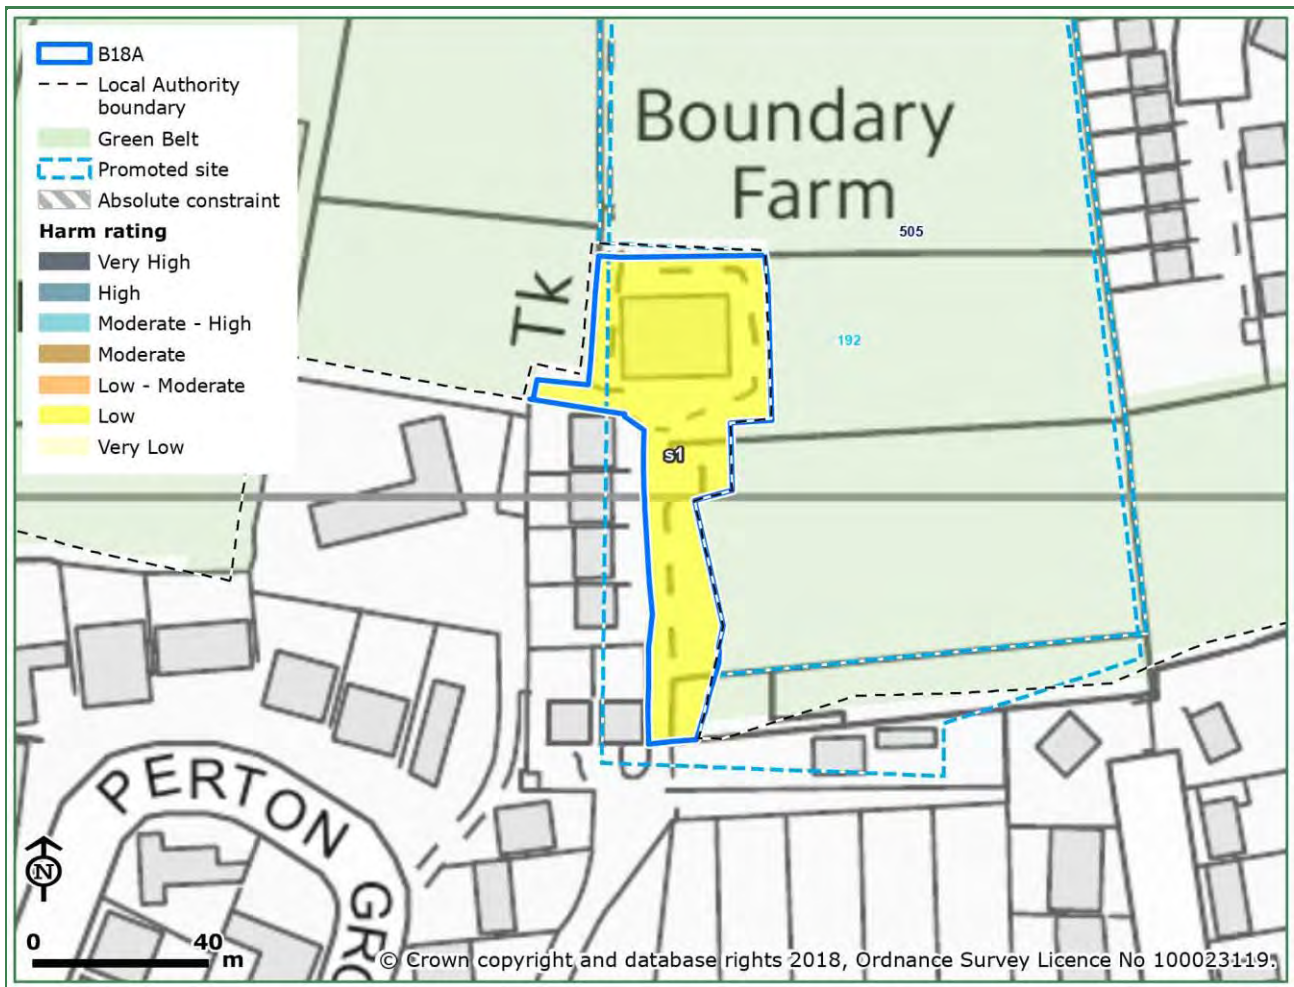 B18A
Local Authority
boundary
Green Belt
Promoted site
Absolute constraint
Harm rating
Very High
High
Moderate - High
Moderate
Low - Moderate
Low
Very Low
Boundary
Farm
505
Tk
192
s1
PERTON
GRO
N
0 40
m
© Crown copyright and database rights 2018, Ordnance Survey Licence No 100023119.